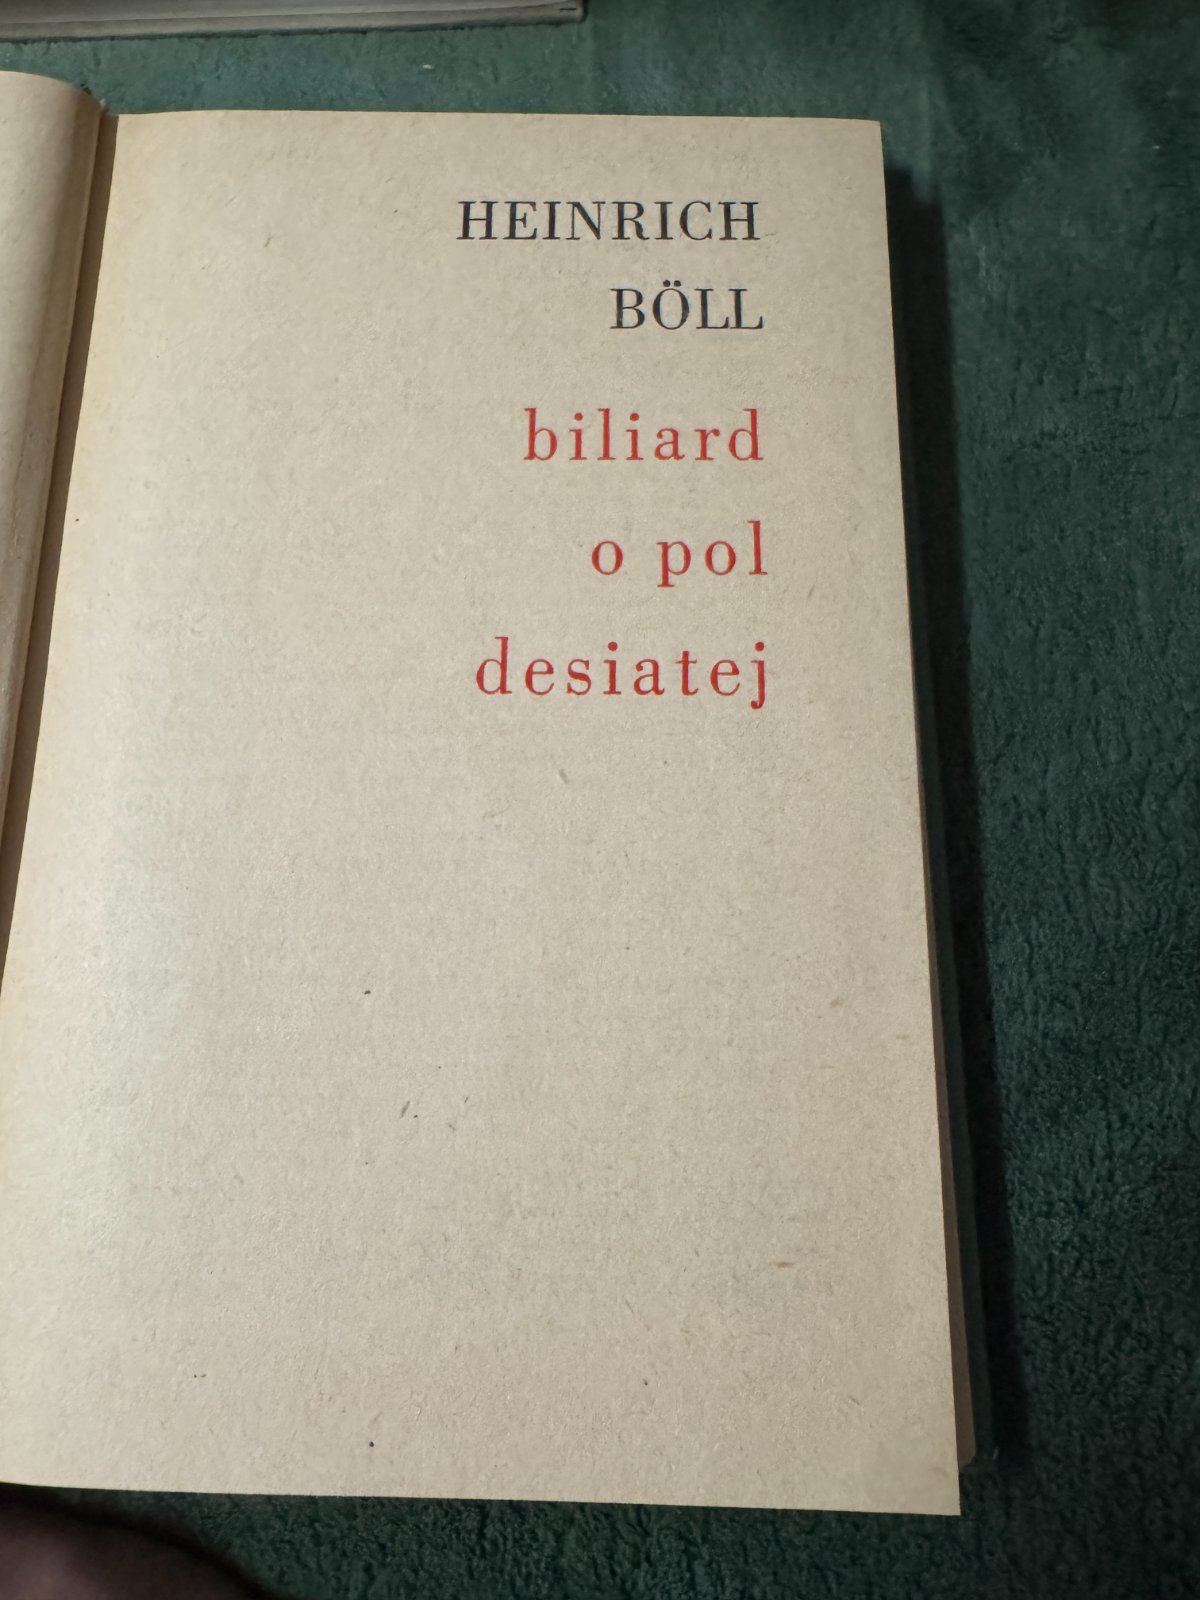 HEINRICH
BÖLL
biliard
o pol
desiatej